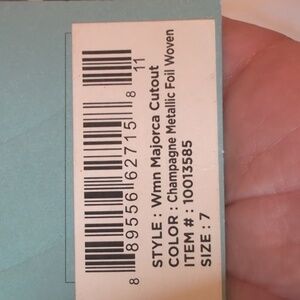 8 89556 62715 8 11
STYLE : Wmn Majorca Cutout
COLOR : Champagne Metallic Foil Woven
ITEM # : 10013585
SIZE : 7